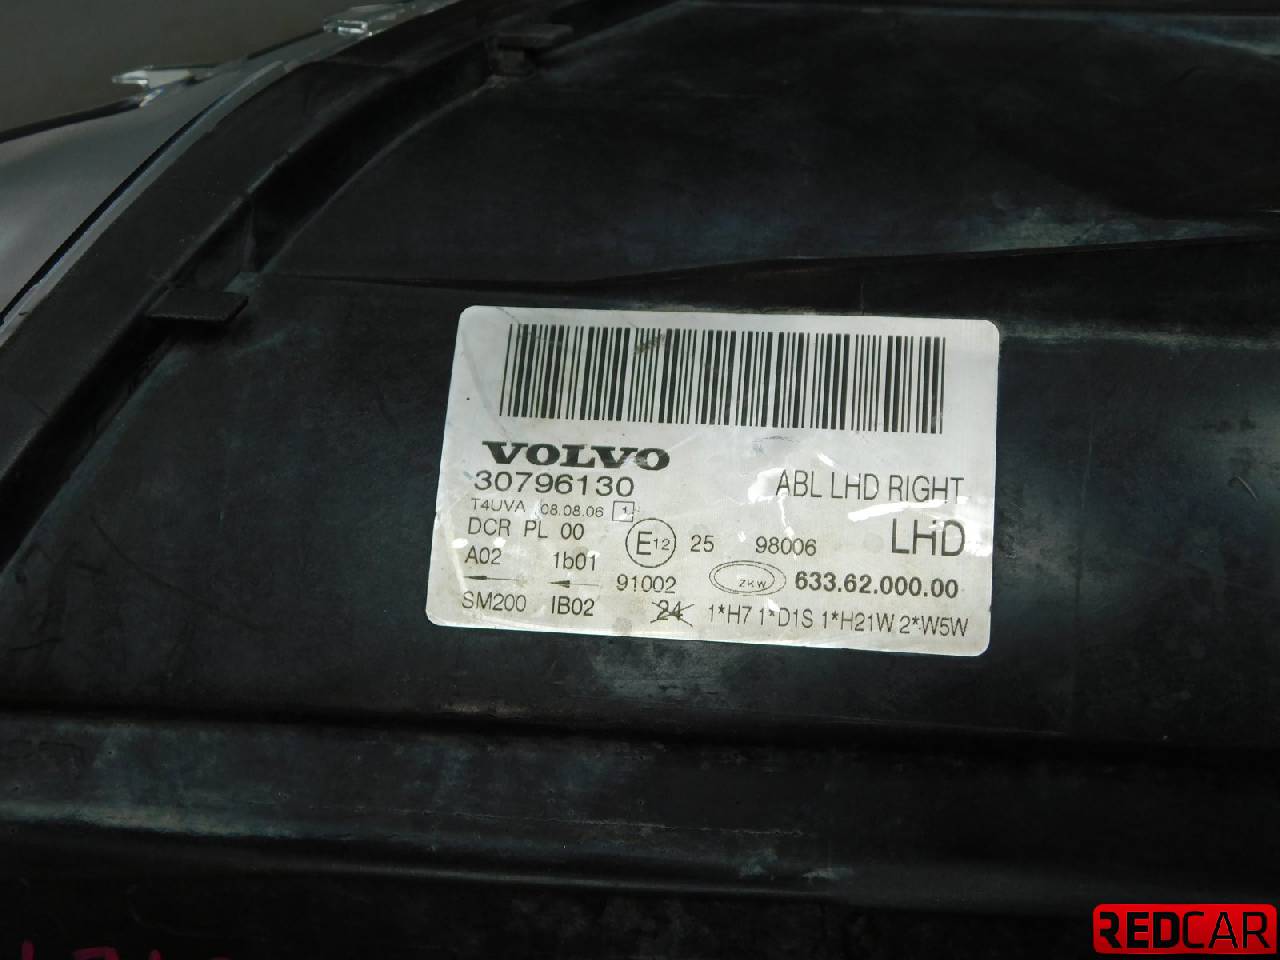 VOLVO
30796130
ABL LHD RIGHT
T4UVA 08.08.06 1
DCR PL 00
E12 25 98006 LHD
A02 1b01
91002 ZKW 633.62.000.00
SM200 IB02 24 1*H7 1*D1S 1*H21W 2*W5W
REDCAR